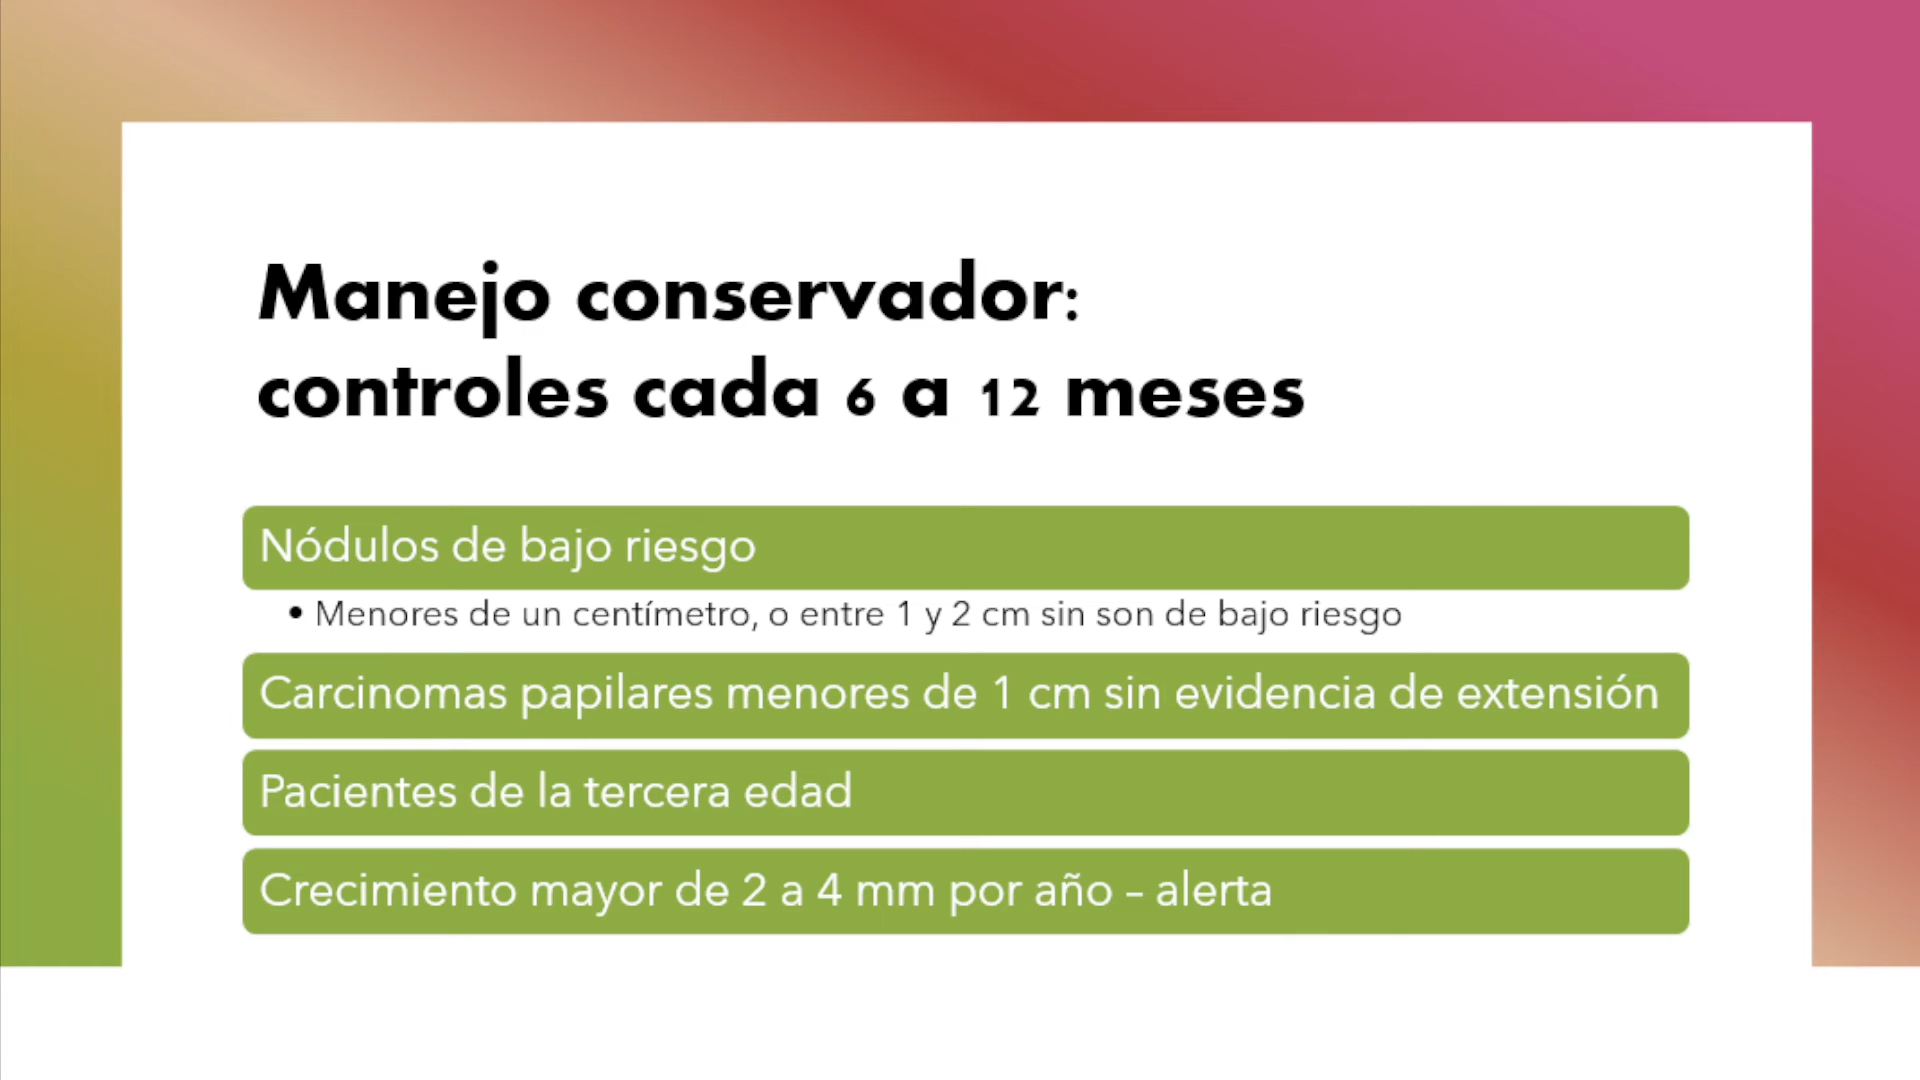 Manejo conservador:
controles cada 6 a 12 meses
Nódulos de bajo riesgo
• Menores de un centímetro, o entre 1 y 2 cm sin son de bajo riesgo
Carcinomas papilares menores de 1 cm sin evidencia de extensión
Pacientes de la tercera edad
Crecimiento mayor de 2 a 4 mm por año – alerta